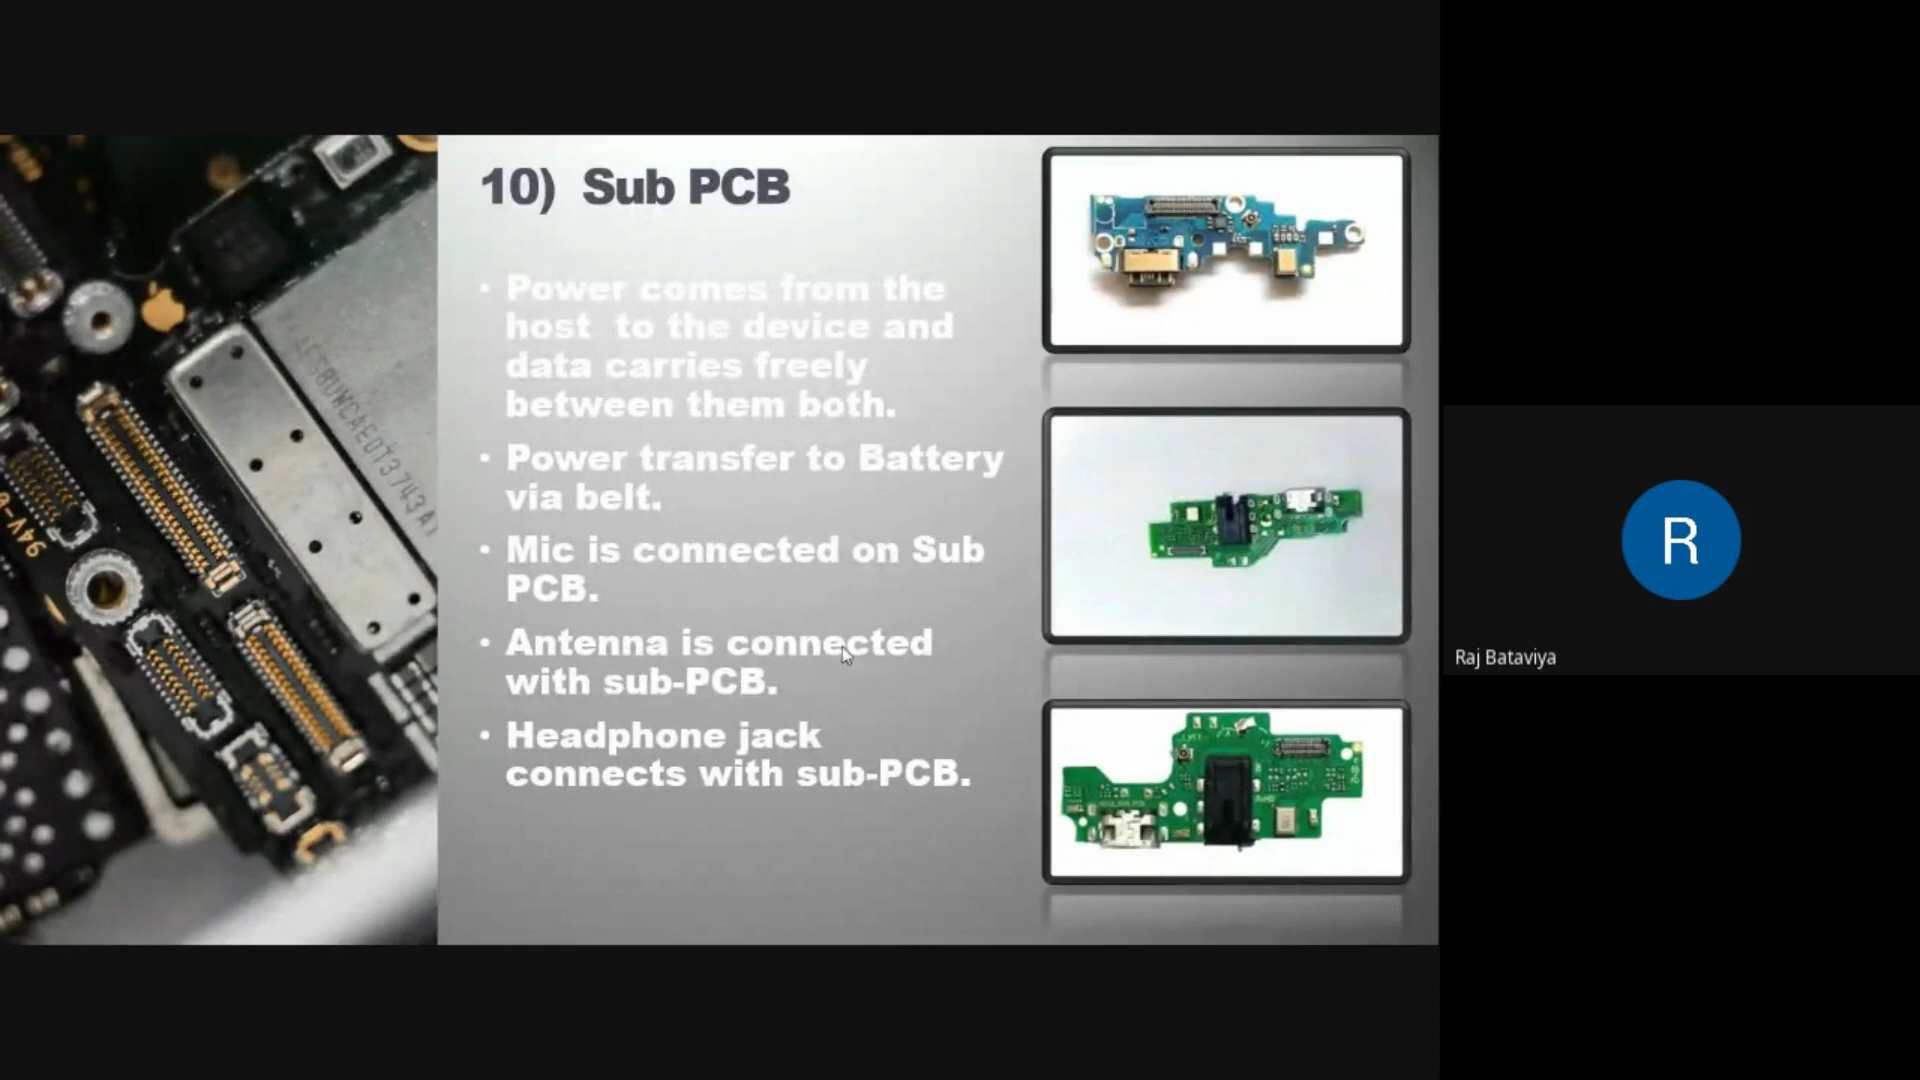 10) Sub PCB
• Power comes from the
host to the device and
data carries freely
between them both.
• Power transfer to Battery
via belt.
• Mic is connected on Sub
PCB.
• Antenna is connected
with sub-PCB.
• Headphone jack
connects with sub-PCB.
R
Raj Bataviya